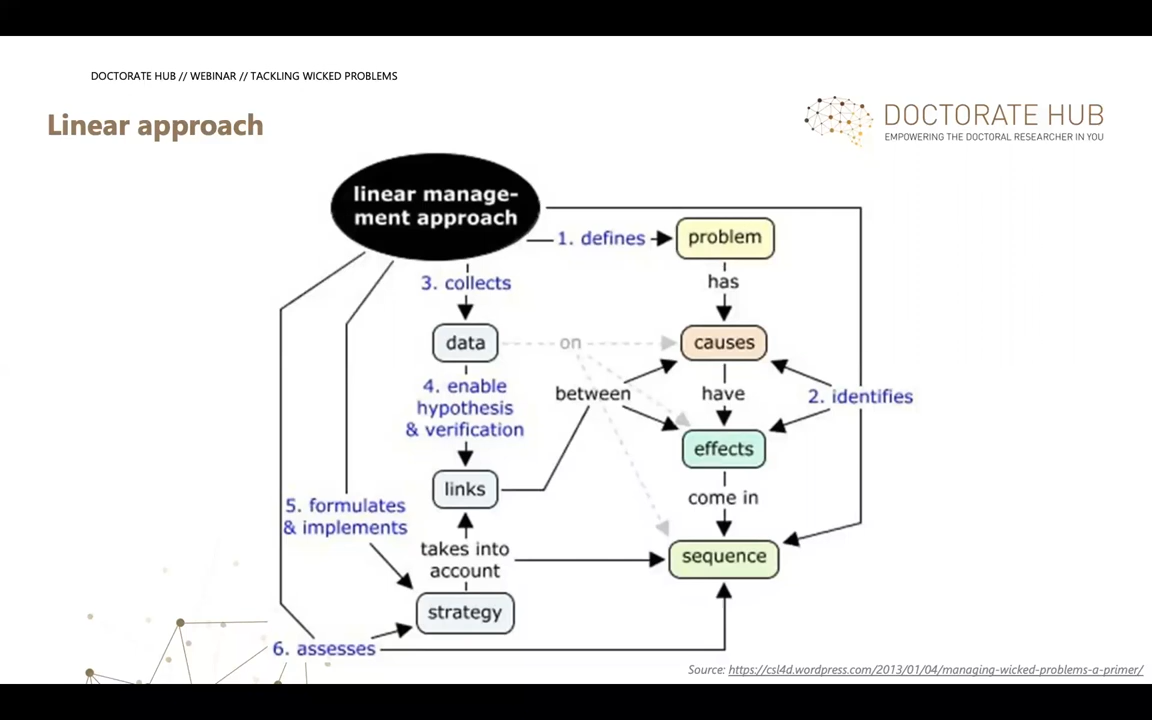 DOCTORATE HUB // WEBINAR // TACKLING WICKED PROBLEMS
Linear approach
DOCTORATE HUB
EMPOWERING THE DOCTORAL RESEARCHER IN YOU
linear manage-
ment approach
1. defines
problem
has
3. collects
data
on
causes
4. enable
hypothesis
& verification
between
have
2. identifies
effects
links
come in
5. formulates
& implements
takes into
account
sequence
strategy
6. assesses
Source: https://csl4d.wordpress.com/2013/01/04/managing-wicked-problems-a-primer/